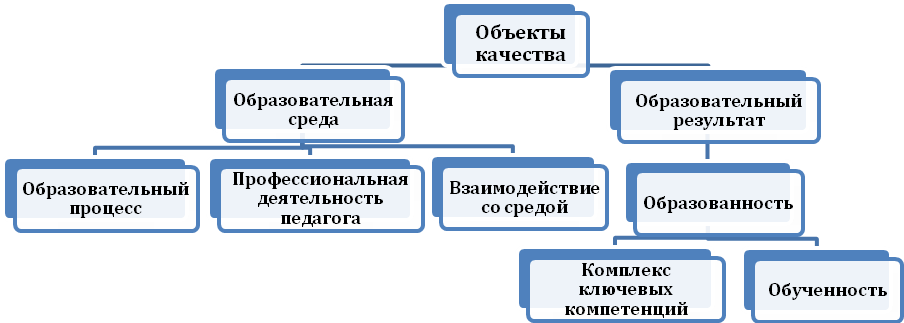 Объекты
качества
Образовательная
среда
Образовательный
результат
Образовательный
процесс
Профессиональная
деятельность
педагога
Взаимодействие
со средой
Образованность
Комплекс
ключевых
компетенций
Обученность